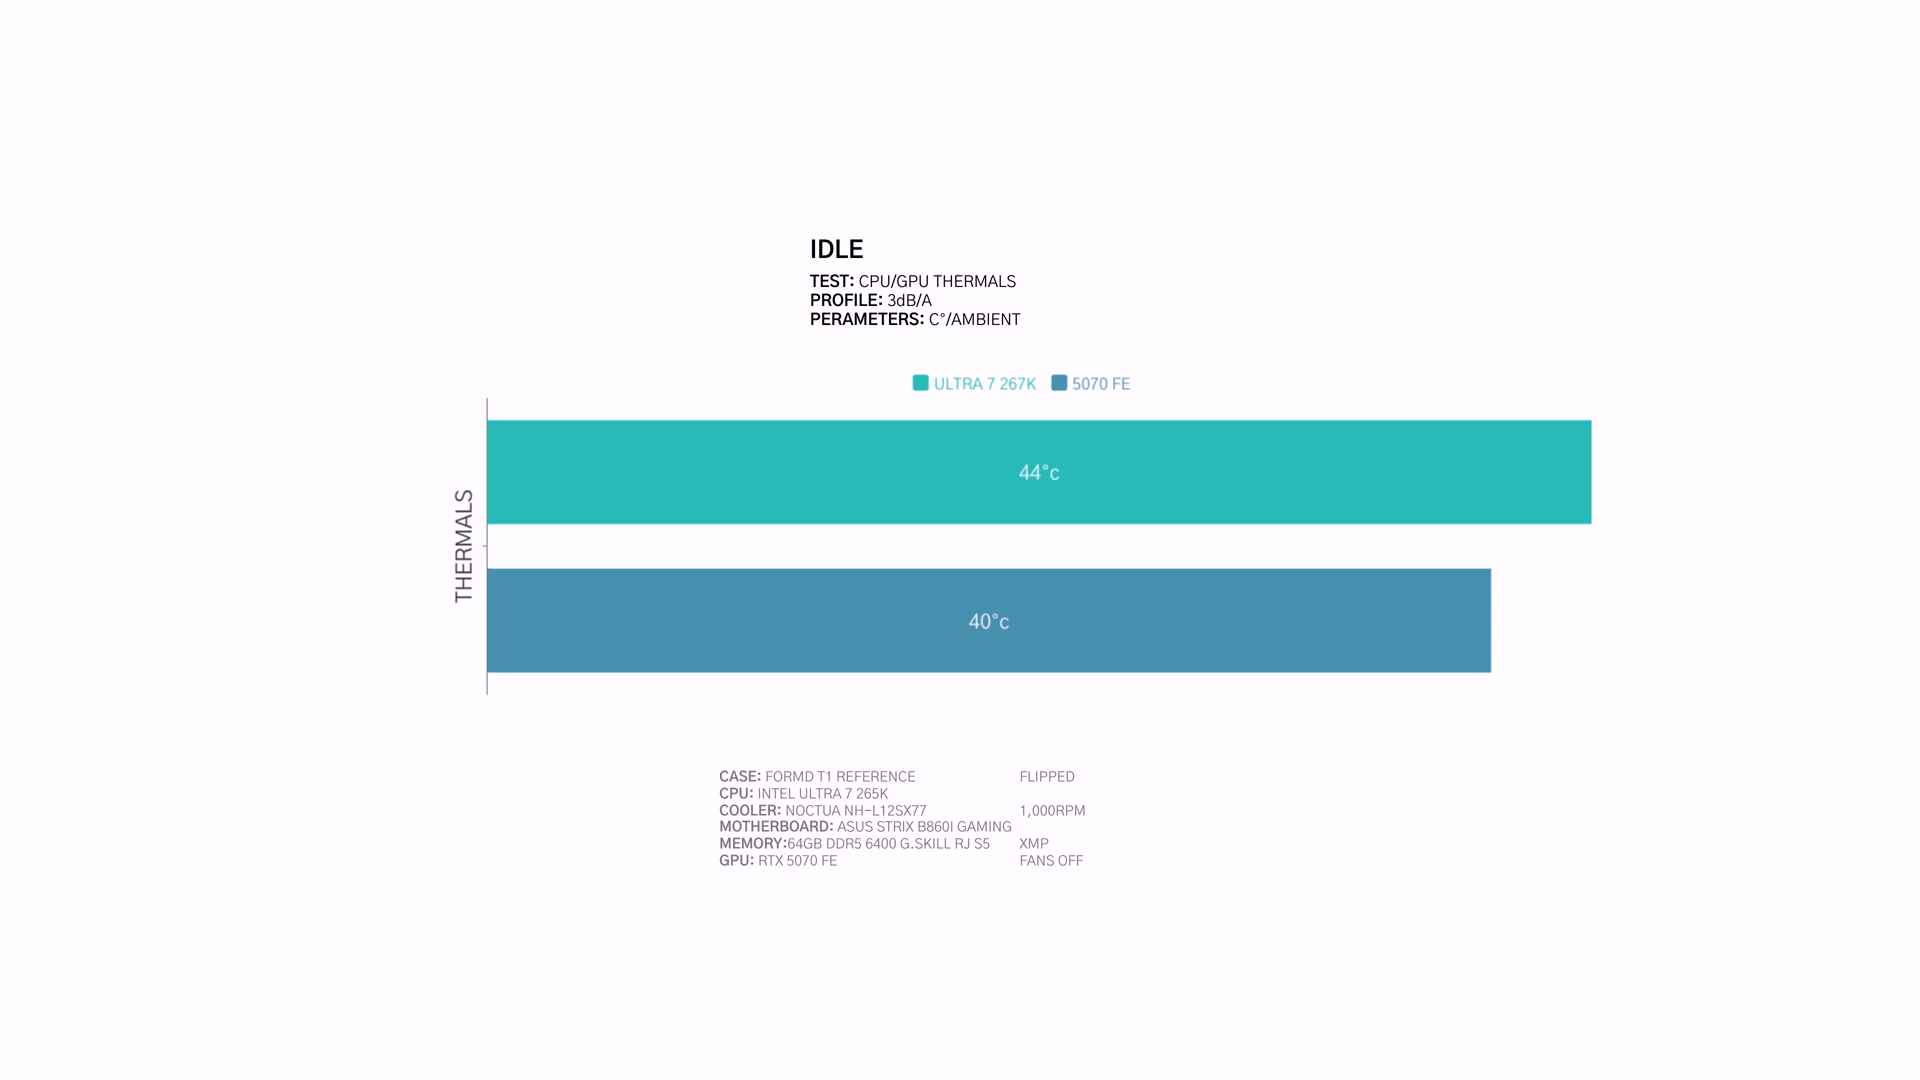 IDLE
TEST: CPU/GPU THERMALS
PROFILE: 3dB/A
PERAMETERS: C°/AMBIENT
ULTRA 7 267K 5070 FE
THERMALS
44°c
40°c
CASE: FORMD T1 REFERENCE FLIPPED
CPU: INTEL ULTRA 7 265K
COOLER: NOCTUA NH-L12SX77 1,000RPM
MOTHERBOARD: ASUS STRIX B860I GAMING
MEMORY:64GB DDR5 6400 G.SKILL RJ S5 XMP
GPU: RTX 5070 FE FANS OFF